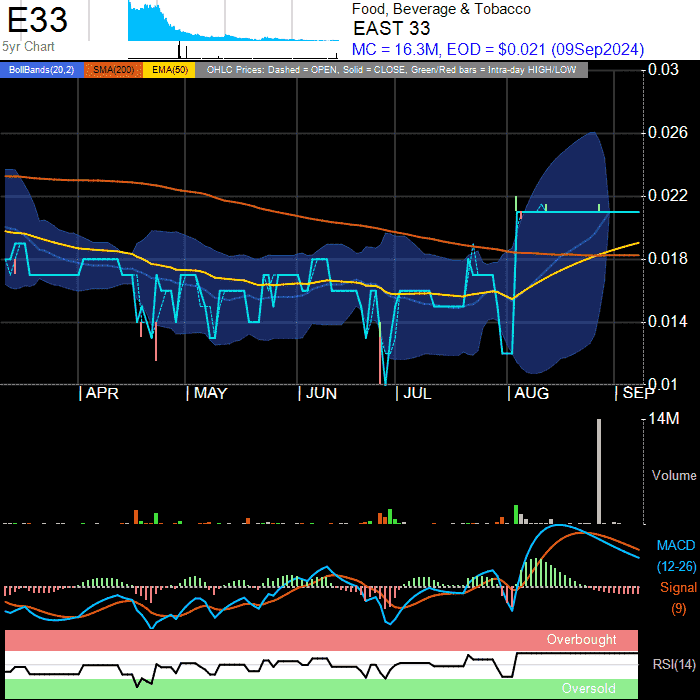 E33
5yr Chart
Food, Beverage & Tobacco
EAST 33
MC = 16.3M, EOD = $0.021 (09Sep2024)
BollBands(20,2) SMA(200) EMA(50) OHLC Prices: Dashed = OPEN, Solid = CLOSE, Green/Red bars = Intra-day HIGH/LOW
0.03
0.026
0.022
0.018
0.014
0.01
APR MAY JUN JUL AUG SEP
14M
Volume
MACD
(12-26)
Signal
(9)
Overbought
RSI(14)
Oversold